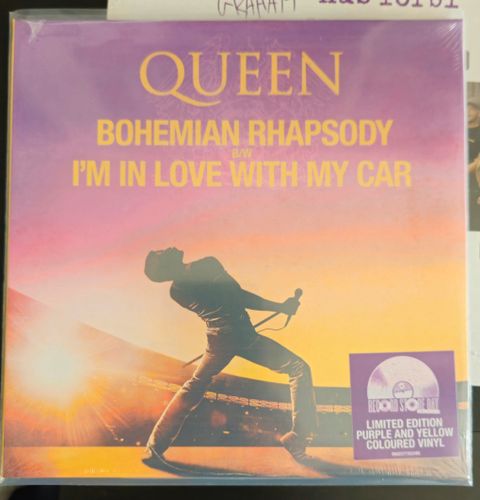 QUEEN
BOHEMIAN RHAPSODY
B/W
I'M IN LOVE WITH MY CAR
RECORD STORE DAY
LIMITED EDITION
PURPLE AND YELLOW
COLOURED VINYL